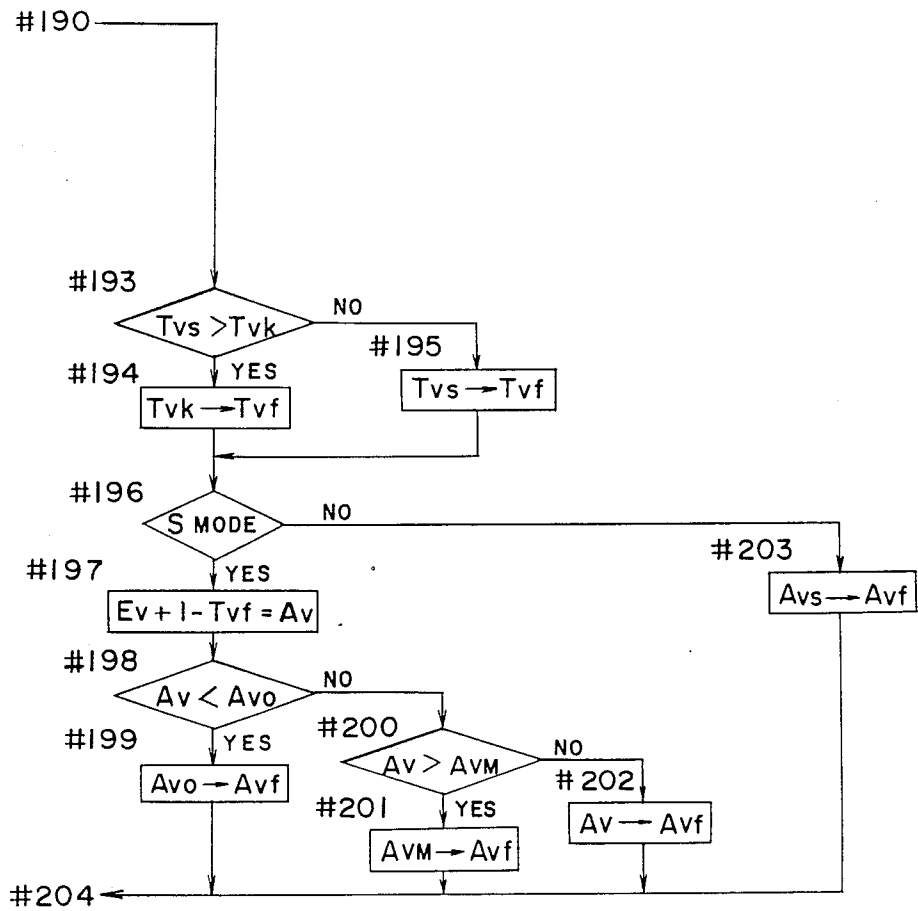 #190
#193
Tvs > Tvk
NO
#195
#194
YES
Tvk → Tvf
Tvs → Tvf
#196
S MODE
NO
#203
#197
YES
Ev + 1 - Tvf = Av
Avs → Avf
#198
Av < Avo
NO
#199
YES
#200
Av > AVM
NO
#202
Avo → Avf
#201
YES
Av → Avf
AVM → Avf
#204